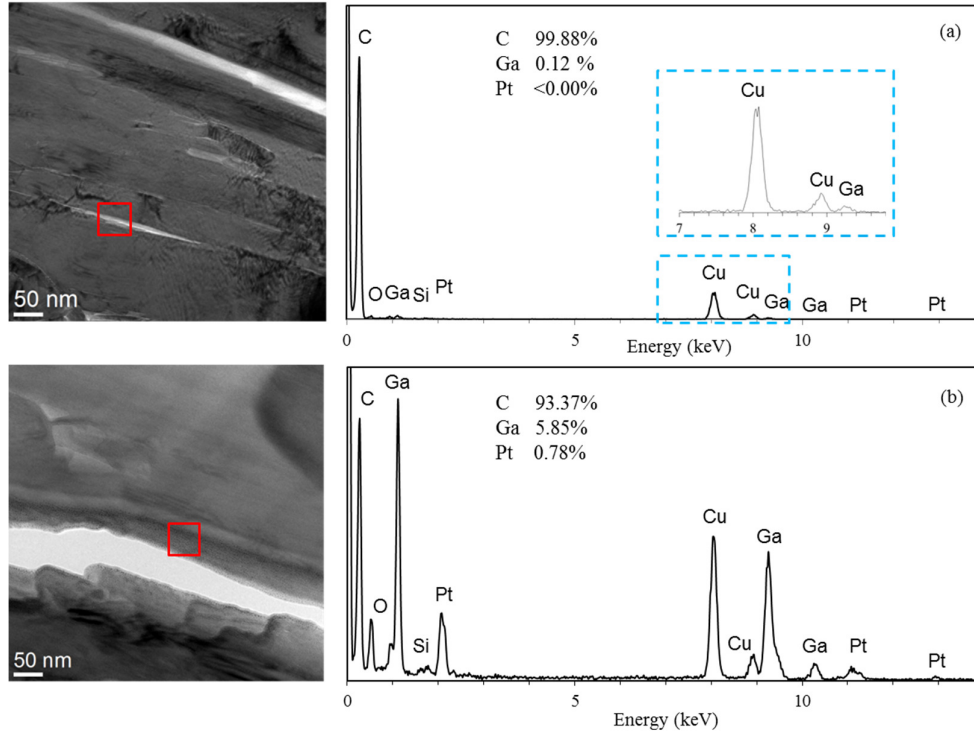 (a)
C
C 99.88%
Ga 0.12 %
Pt <0.00%
Cu
Cu
Ga
7 8 9
O Ga Si Pt
Cu
Cu
Ga
Ga
Pt
Pt
50 nm
0 5 10
Energy (keV)
(b)
Ga
C
C 93.37%
Ga 5.85%
Pt 0.78%
Cu
Ga
O
Pt
Si
Cu
Ga
Pt
Pt
50 nm
0 5 10
Energy (keV)